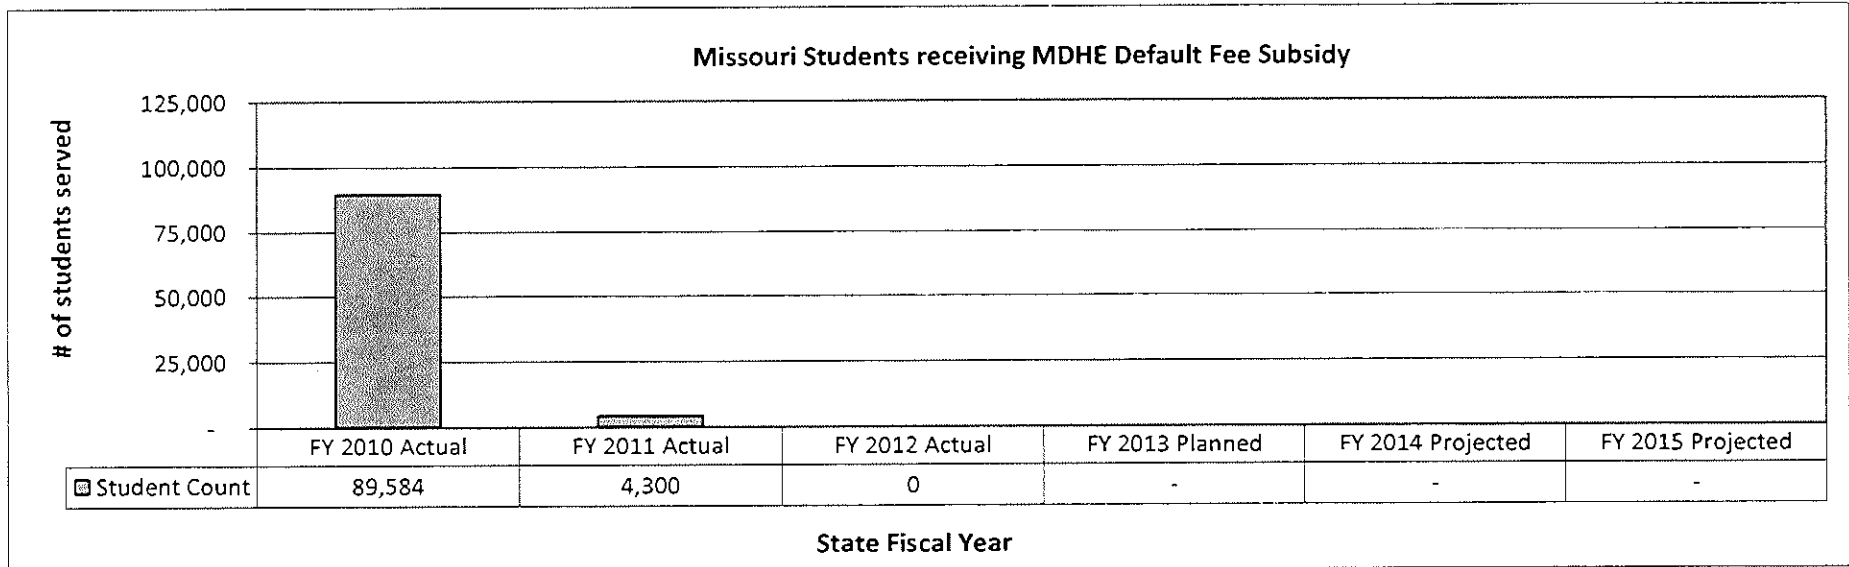 Missouri Students receiving MDHE Default Fee Subsidy
# of students served
125,000
100,000
75,000
50,000
25,000
-
FY 2010 Actual FY 2011 Actual FY 2012 Actual FY 2013 Planned FY 2014 Projected FY 2015 Projected
Student Count 89,584 4,300 0 - - -
State Fiscal Year